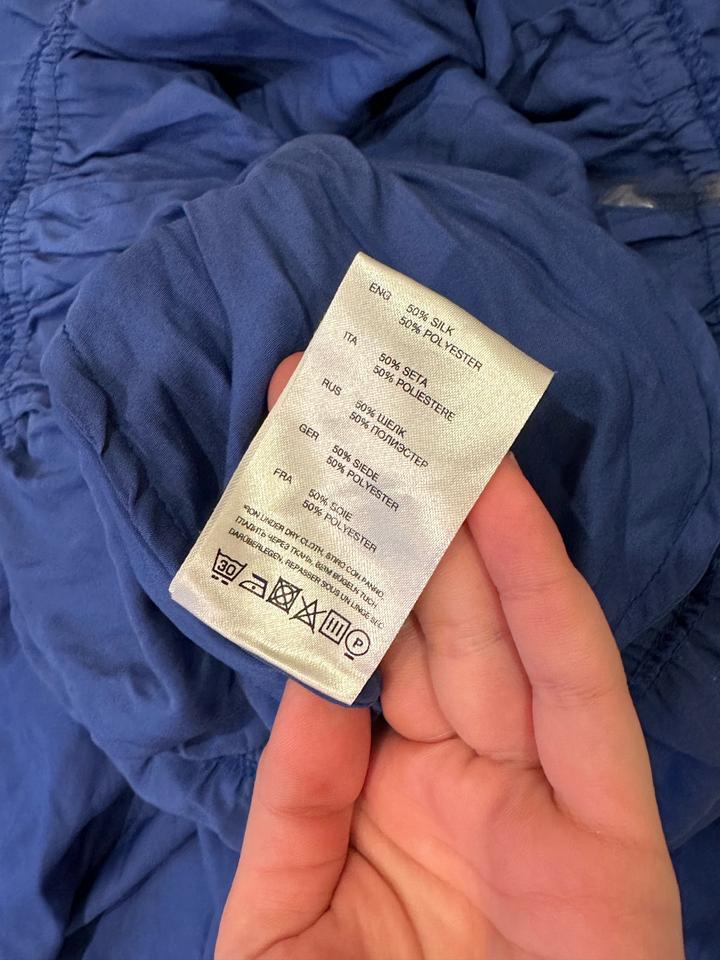 ENG 50% SILK
50% POLYESTER
ITA 50% SETA
50% POLIESTERE
RUS 50% ШЕЛК
50% ПОЛИЭСТЕР
GER 50% SIEDE
50% POLYESTER
FRA 50% SOIE
50% POLYESTER
IRON UNDER DRY CLOTH. STIRO CON PANNO.
ГЛАДИТЬ ЧЕРЕЗ ТКАНЬ. BEIM BÜGELN TUCH
DARÜBERLEGEN. REPASSER SOUS UN LINGE SEC
30 P